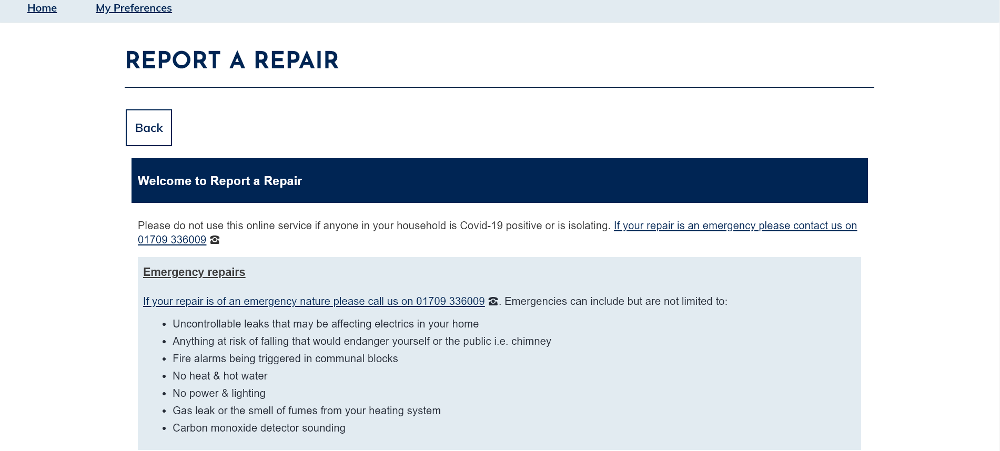 Home My Preferences
REPORT A REPAIR
Back
Welcome to Report a Repair
Please do not use this online service if anyone in your household is Covid-19 positive or is isolating. If your repair is an emergency please contact us on
01709 336009
Emergency repairs
If your repair is of an emergency nature please call us on 01709 336009 . Emergencies can include but are not limited to:
• Uncontrollable leaks that may be affecting electrics in your home
• Anything at risk of falling that would endanger yourself or the public i.e. chimney
• Fire alarms being triggered in communal blocks
• No heat & hot water
• No power & lighting
• Gas leak or the smell of fumes from your heating system
• Carbon monoxide detector sounding